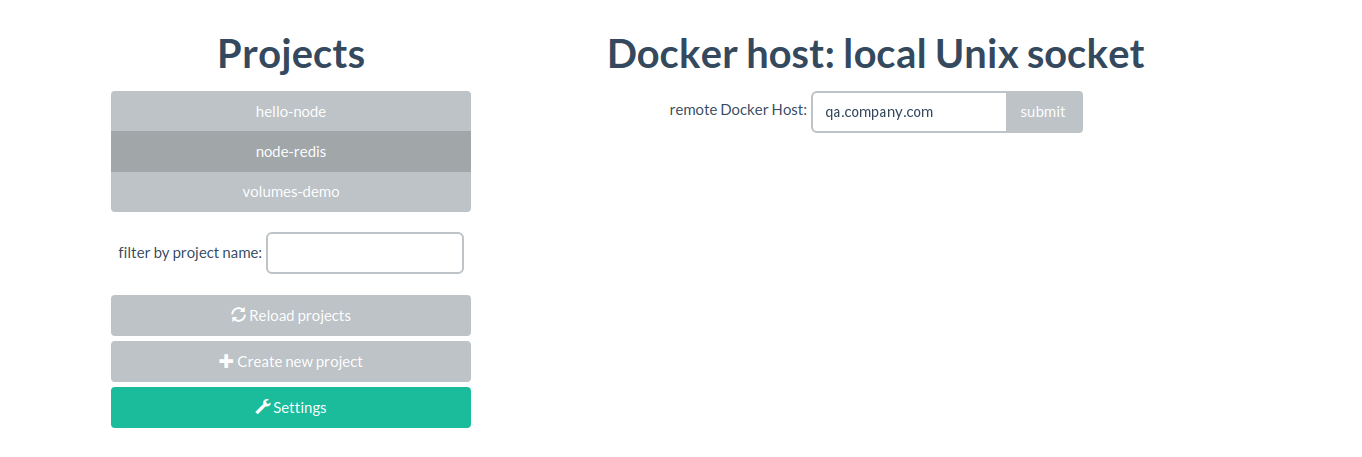 Projects
hello-node
node-redis
volumes-demo
filter by project name:
Reload projects
Create new project
Settings
Docker host: local Unix socket
remote Docker Host: qa.company.com submit